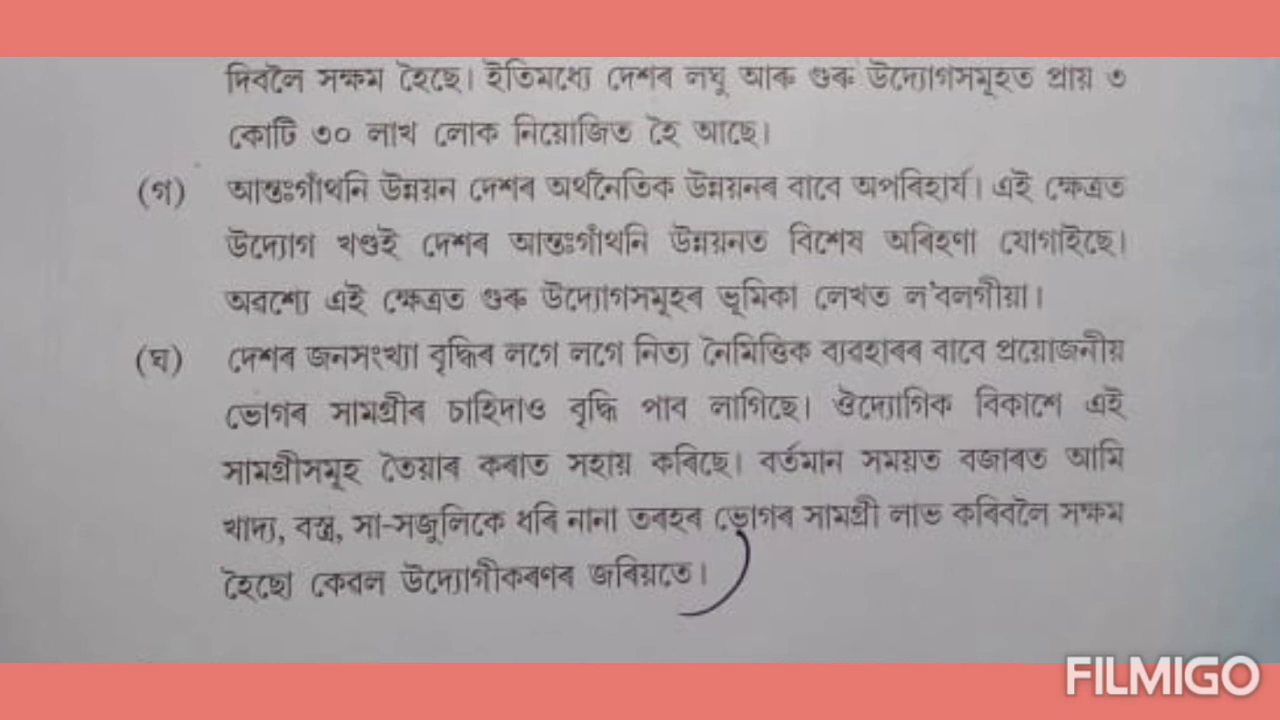 দিবলৈ সক্ষম হৈছে। ইতিমধ্যে দেশৰ লঘু আৰু গুৰু উদ্যোগসমূহত প্ৰায় ৩
কোটি ৩০ লাখ লোক নিয়োজিত হৈ আছে।
(গ) আন্তঃগাঁথনি উন্নয়ন দেশৰ অৰ্থনৈতিক উন্নয়নৰ বাবে অপৰিহাৰ্য। এই ক্ষেত্ৰত
উদ্যোগ খণ্ডই দেশৰ আন্তঃগাঁথনি উন্নয়নত বিশেষ অৰিহণা যোগাইছে।
অৱশ্যে এই ক্ষেত্ৰত গুৰু উদ্যোগসমূহৰ ভূমিকা লেখত ল'বলগীয়া।
(ঘ) দেশৰ জনসংখ্যা বৃদ্ধিৰ লগে লগে নিত্য নৈমিত্তিক ব্যৱহাৰৰ বাবে প্ৰয়োজনীয়
ভোগৰ সামগ্ৰীৰ চাহিদাও বৃদ্ধি পাব লাগিছে। ঔদ্যোগিক বিকাশে এই
সামগ্ৰীসমূহ তৈয়াৰ কৰাত সহায় কৰিছে। বৰ্তমান সময়ত বজাৰত আমি
খাদ্য, বস্ত্ৰ, সা-সজুলিকে ধৰি নানা তৰহৰ ভোগৰ সামগ্ৰী লাভ কৰিবলৈ সক্ষম
হৈছো কেৱল উদ্যোগীকৰণৰ জৰিয়তে।
FILMIGO